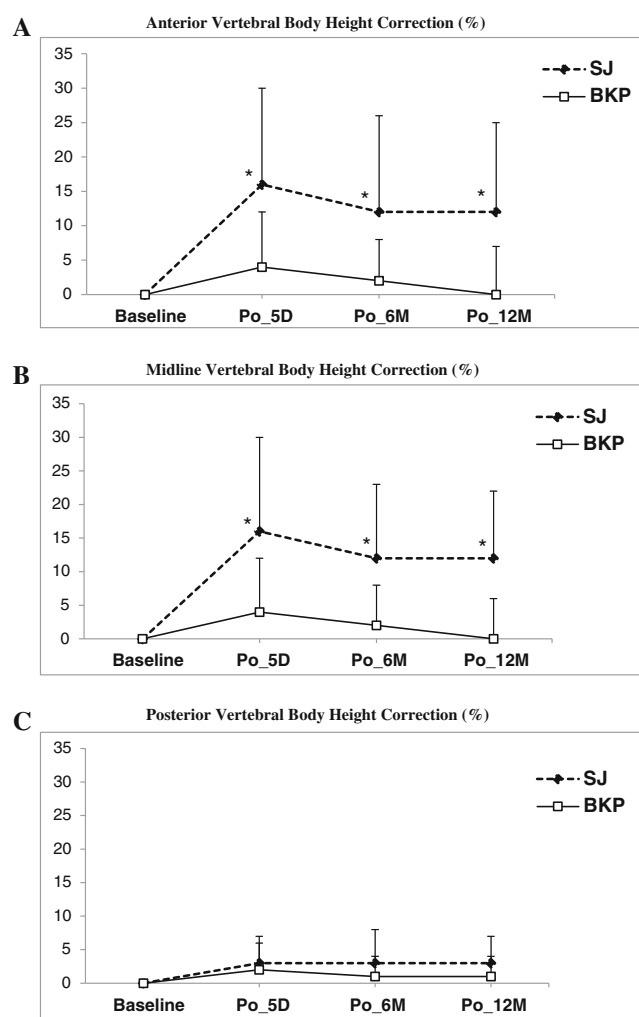 A
Anterior Vertebral Body Height Correction (%)
35
30
25
20
15
10
5
0
*
*
*
SJ
BKP
Baseline Po_5D Po_6M Po_12M
B
Midline Vertebral Body Height Correction (%)
35
30
25
20
15
10
5
0
*
*
*
SJ
BKP
Baseline Po_5D Po_6M Po_12M
C
Posterior Vertebral Body Height Correction (%)
35
30
25
20
15
10
5
0
SJ
BKP
Baseline Po_5D Po_6M Po_12M